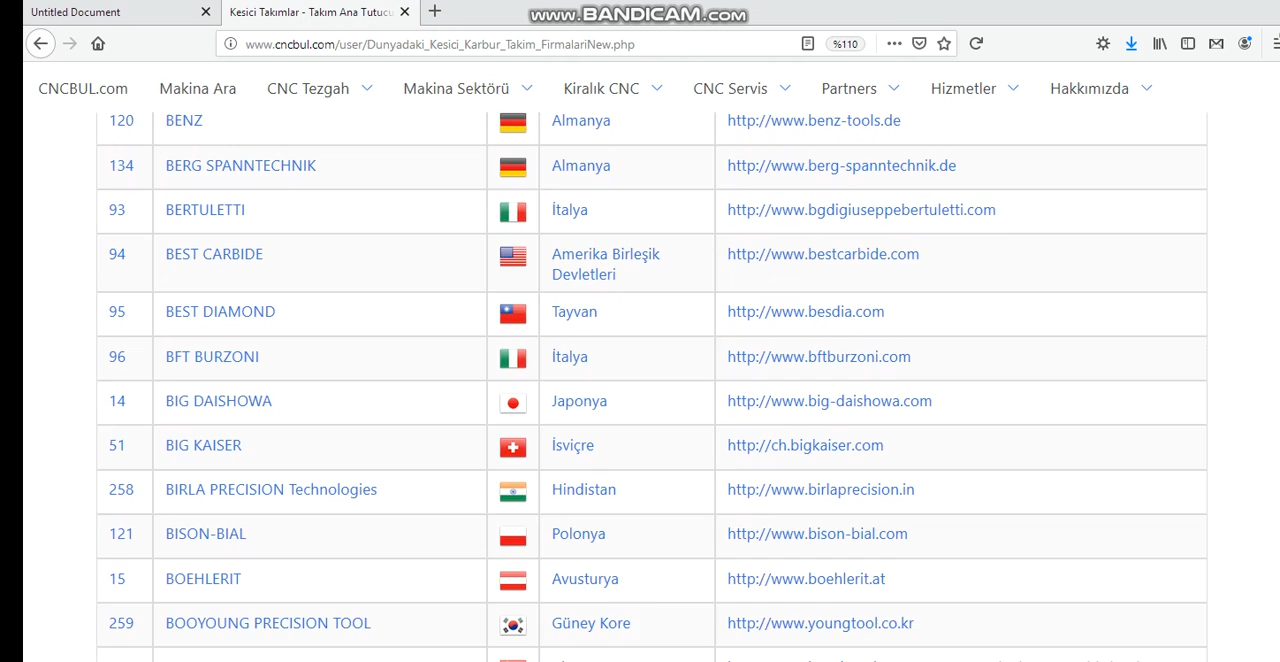 Untitled Document
Kesici Takımlar - Takım Ana Tutucu
www.BANDICAM.com
www.cncbul.com/user/Dunyadaki_Kesici_Karbur_Takim_FirmalariNew.php
%110
CNCBUL.com Makina Ara CNC Tezgah Makina Sektörü Kiralık CNC CNC Servis Partners Hizmetler Hakkımızda
120 BENZ Almanya http://www.benz-tools.de
134 BERG SPANNTECHNIK Almanya http://www.berg-spanntechnik.de
93 BERTULETTI İtalya http://www.bgdigiuseppebertuletti.com
94 BEST CARBIDE Amerika Birleşik http://www.bestcarbide.com
Devletleri
95 BEST DIAMOND Tayvan http://www.besdia.com
96 BFT BURZONI İtalya http://www.bftburzoni.com
14 BIG DAISHOWA Japonya http://www.big-daishowa.com
51 BIG KAISER İsviçre http://ch.bigkaiser.com
258 BIRLA PRECISION Technologies Hindistan http://www.birlaprecision.in
121 BISON-BIAL Polonya http://www.bison-bial.com
15 BOEHLERIT Avusturya http://www.boehlerit.at
259 BOOYOUNG PRECISION TOOL Güney Kore http://www.youngtool.co.kr